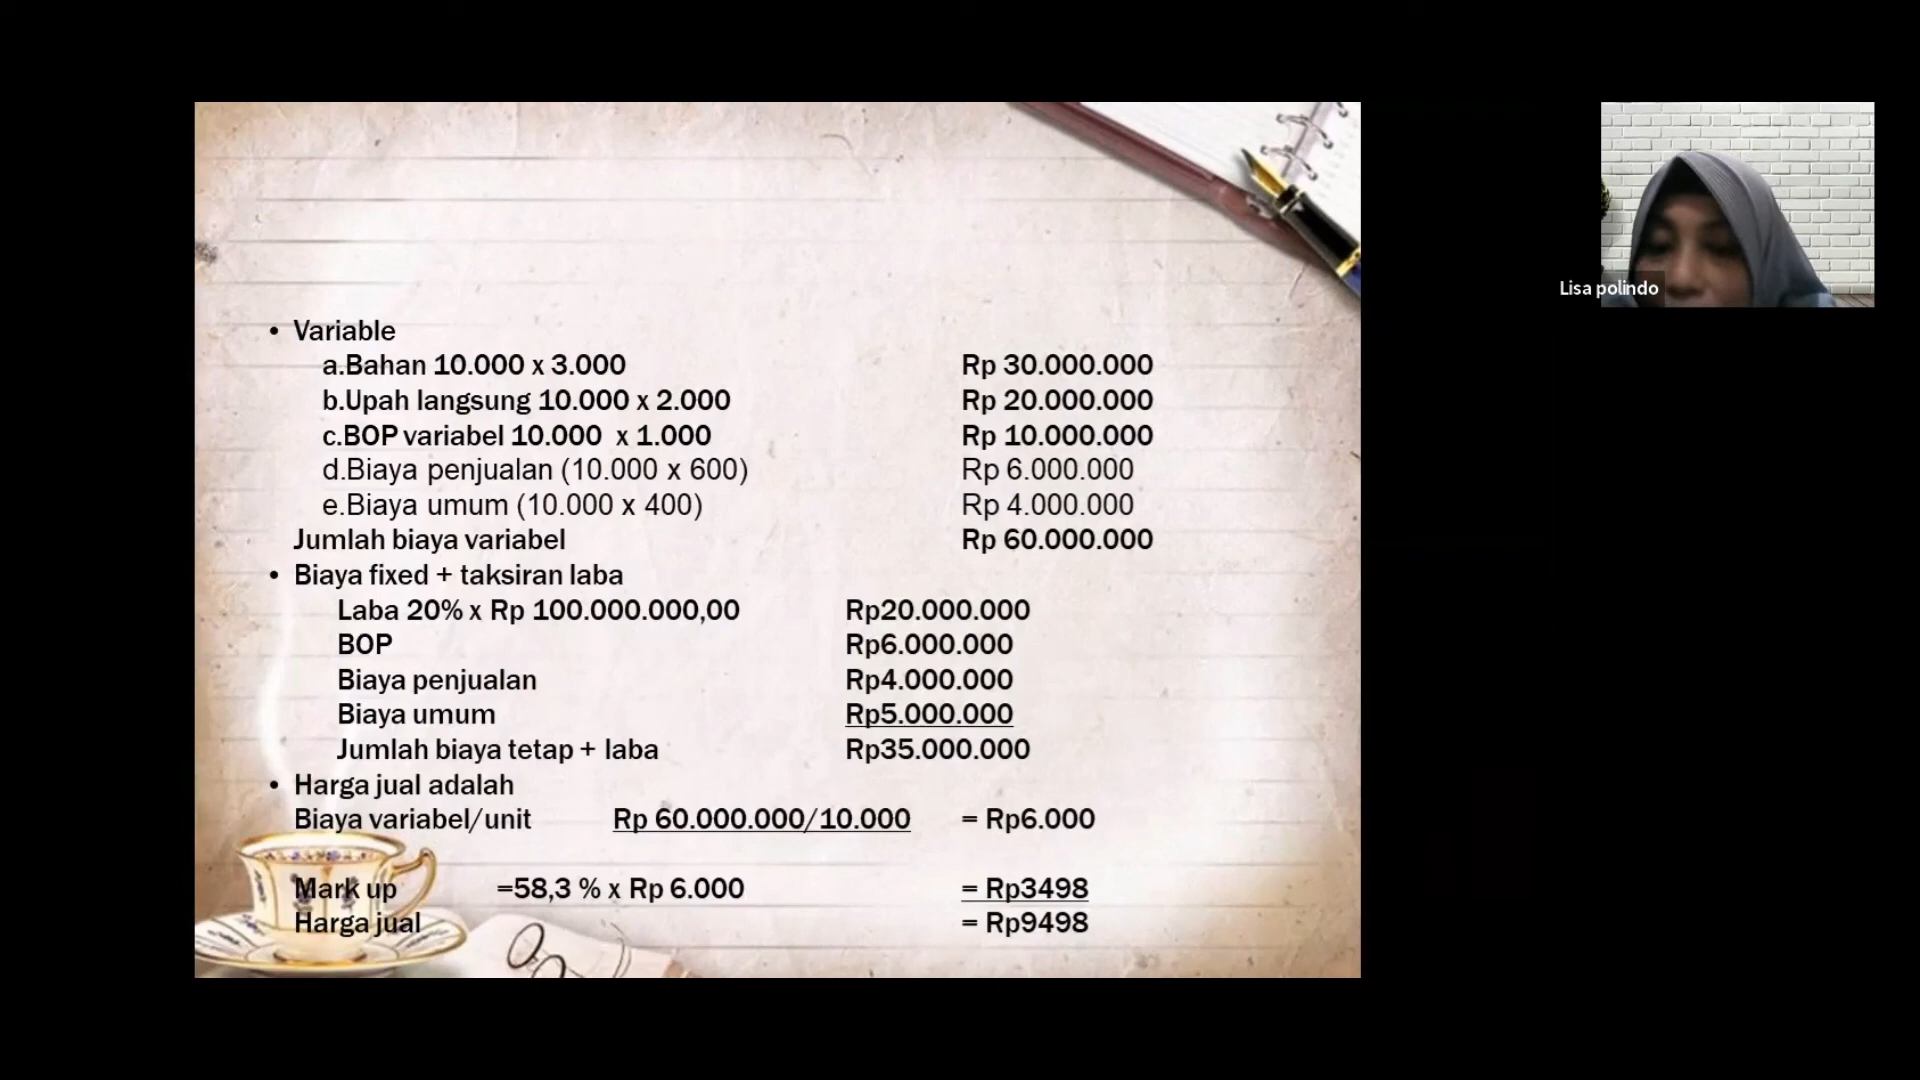 • Variable
a.Bahan 10.000 x 3.000 Rp 30.000.000
b.Upah langsung 10.000 x 2.000 Rp 20.000.000
c.BOP variabel 10.000 x 1.000 Rp 10.000.000
d.Biaya penjualan (10.000 x 600) Rp 6.000.000
e.Biaya umum (10.000 x 400) Rp 4.000.000
Jumlah biaya variabel Rp 60.000.000
• Biaya fixed + taksiran laba
Laba 20% x Rp 100.000.000,00 Rp20.000.000
BOP Rp6.000.000
Biaya penjualan Rp4.000.000
Biaya umum Rp5.000.000
Jumlah biaya tetap + laba Rp35.000.000
• Harga jual adalah
Biaya variabel/unit Rp 60.000.000/10.000 = Rp6.000
Mark up =58,3 % x Rp 6.000 = Rp3498
Harga jual = Rp9498
Lisa polindo